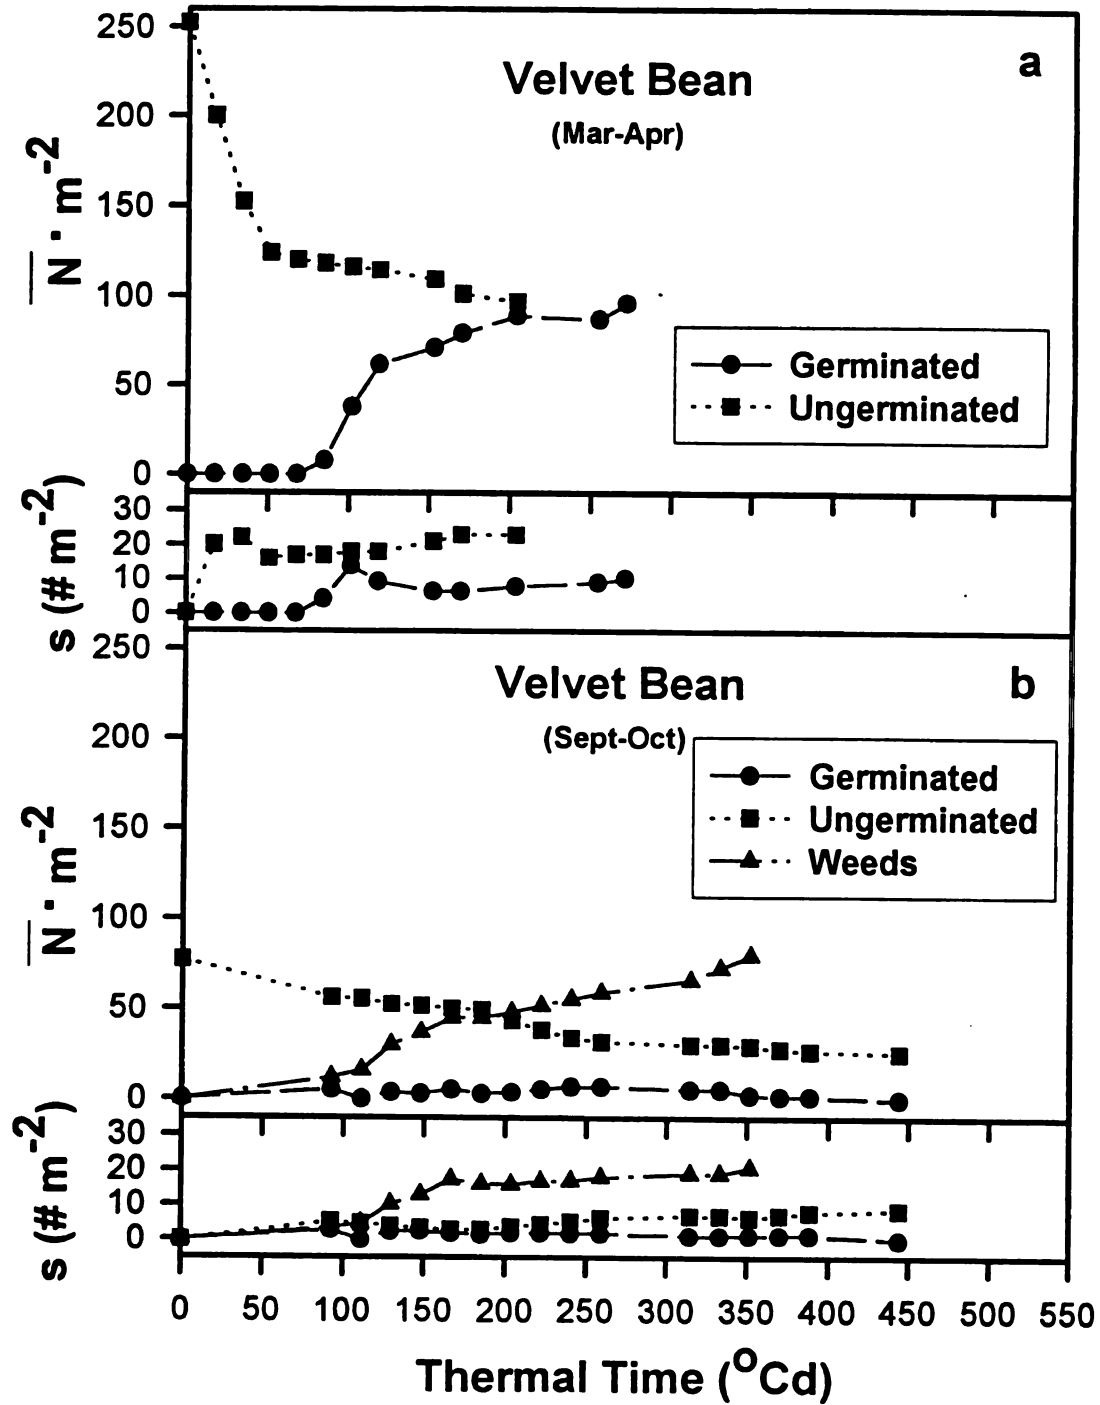 250
200
150
100
50
0
N̅ · m⁻²
Velvet Bean
a
(Mar-Apr)
Germinated
Ungerminated
30
20
10
0
s (# m⁻²)
250
200
150
100
50
0
N̅ · m⁻²
Velvet Bean
b
(Sept-Oct)
Germinated
Ungerminated
Weeds
30
20
10
0
s (# m⁻²)
0 50 100 150 200 250 300 350 400 450 500 550
Thermal Time (ºCd)